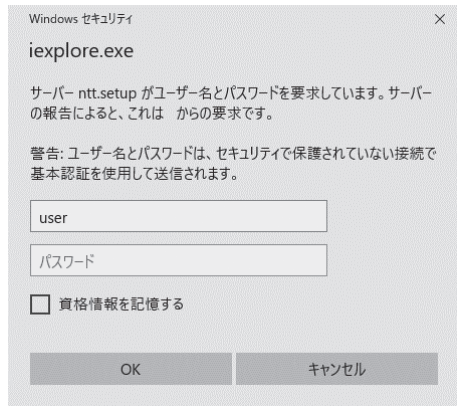 Windows セキュリティ
iexplore.exe
サーバー ntt.setup がユーザー名とパスワードを要求しています。サーバー
の報告によると、これは からの要求です。
警告: ユーザー名とパスワードは、セキュリティで保護されていない接続で
基本認証を使用して送信されます。
user
パスワード
資格情報を記憶する
OK
キャンセル